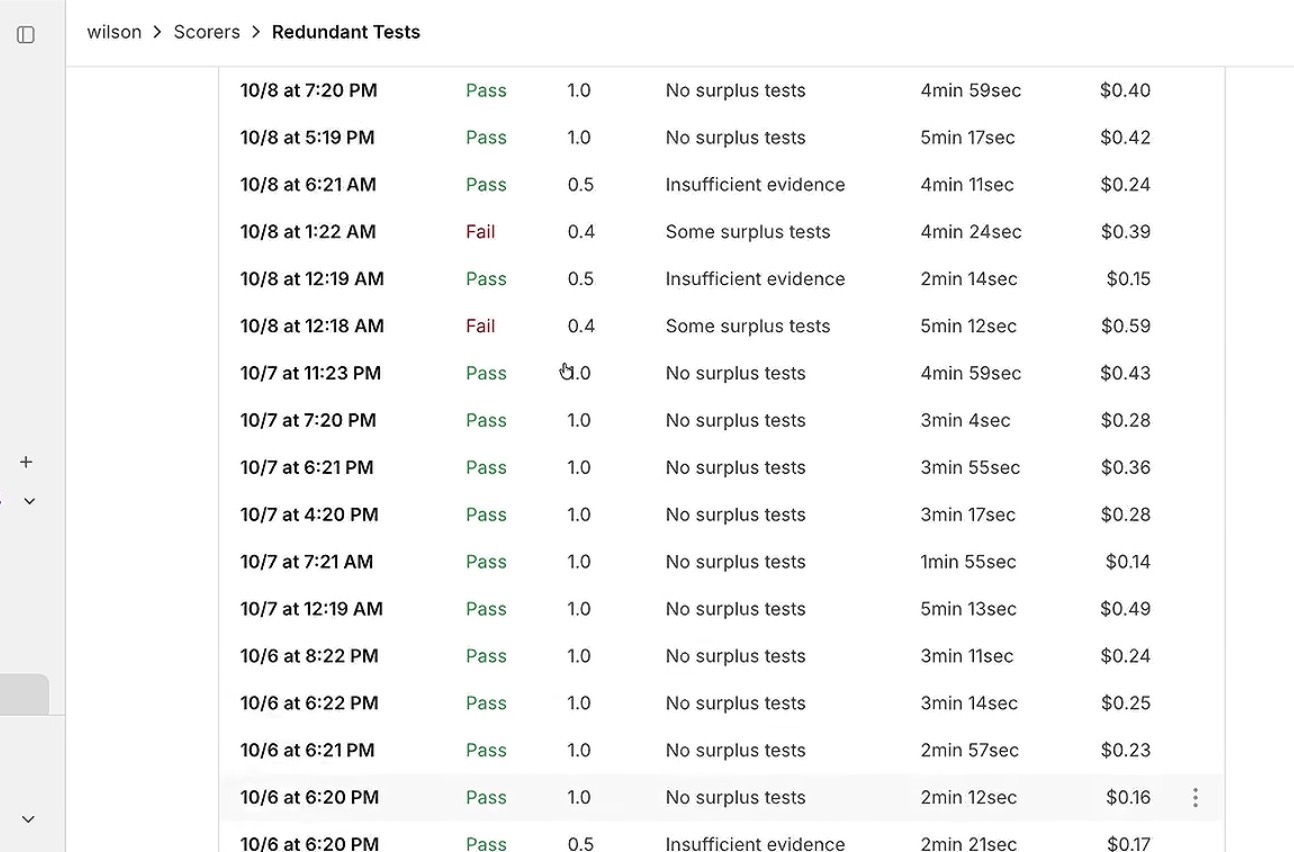 wilson > Scorers > Redundant Tests
10/8 at 7:20 PM Pass 1.0 No surplus tests 4min 59sec $0.40
10/8 at 5:19 PM Pass 1.0 No surplus tests 5min 17sec $0.42
10/8 at 6:21 AM Pass 0.5 Insufficient evidence 4min 11sec $0.24
10/8 at 1:22 AM Fail 0.4 Some surplus tests 4min 24sec $0.39
10/8 at 12:19 AM Pass 0.5 Insufficient evidence 2min 14sec $0.15
10/8 at 12:18 AM Fail 0.4 Some surplus tests 5min 12sec $0.59
10/7 at 11:23 PM Pass 1.0 No surplus tests 4min 59sec $0.43
10/7 at 7:20 PM Pass 1.0 No surplus tests 3min 4sec $0.28
10/7 at 6:21 PM Pass 1.0 No surplus tests 3min 55sec $0.36
10/7 at 4:20 PM Pass 1.0 No surplus tests 3min 17sec $0.28
10/7 at 7:21 AM Pass 1.0 No surplus tests 1min 55sec $0.14
10/7 at 12:19 AM Pass 1.0 No surplus tests 5min 13sec $0.49
10/6 at 8:22 PM Pass 1.0 No surplus tests 3min 11sec $0.24
10/6 at 6:22 PM Pass 1.0 No surplus tests 3min 14sec $0.25
10/6 at 6:21 PM Pass 1.0 No surplus tests 2min 57sec $0.23
10/6 at 6:20 PM Pass 1.0 No surplus tests 2min 12sec $0.16
10/6 at 6:20 PM Pass 0.5 Insufficient evidence 2min 21sec $0.17